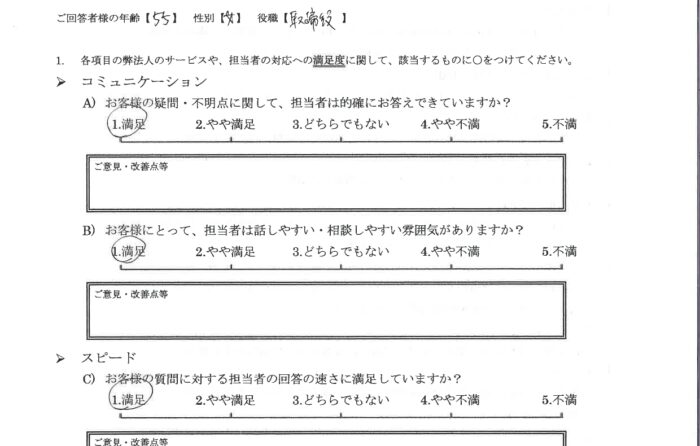 ご回答者様の年齢【55】 性別【女】 役職【取締役】
1. 各項目の弊法人のサービスや、担当者の対応への満足度に関して、該当するものに○をつけてください。
➢ コミュニケーション
A) お客様の疑問・不明点に関して、担当者は的確にお答えできていますか？
1.満足 2.やや満足 3.どちらでもない 4.やや不満 5.不満
ご意見・改善点等
B) お客様にとって、担当者は話しやすい・相談しやすい雰囲気がありますか？
1.満足 2.やや満足 3.どちらでもない 4.やや不満 5.不満
ご意見・改善点等
➢ スピード
C) お客様の質問に対する担当者の回答の速さに満足していますか？
1.満足 2.やや満足 3.どちらでもない 4.やや不満 5.不満
ご意見・改善点等